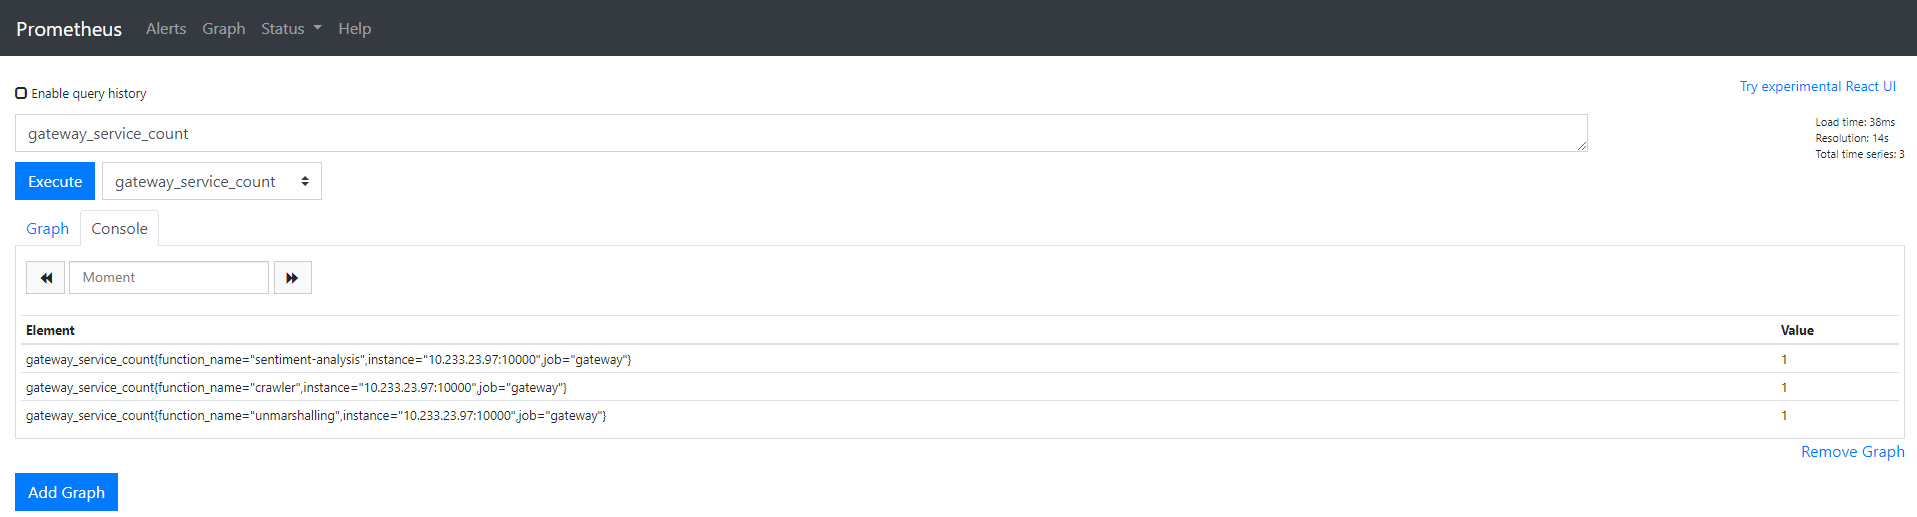 Prometheus Alerts Graph Status Help
Enable query history
Try experimental React UI
gateway_service_count
Load time: 38ms
Resolution: 14s
Total time series: 3
Execute gateway_service_count
Graph Console
Moment
Element Value
gateway_service_count{function_name="sentiment-analysis",instance="10.233.23.97:10000",job="gateway"} 1
gateway_service_count{function_name="crawler",instance="10.233.23.97:10000",job="gateway"} 1
gateway_service_count{function_name="unmarshalling",instance="10.233.23.97:10000",job="gateway"} 1
Remove Graph
Add Graph